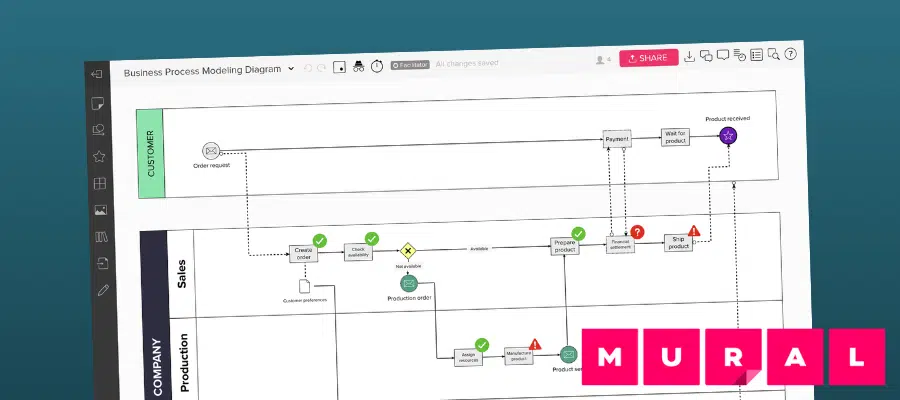 Business Process Modeling Diagram
Facilitator
All changes saved
4
SHARE
?
CUSTOMER
Order request
Payment
Wait for
product
Product received
COMPANY
Sales
Create
order
Check
availability
Available
Not available
Production order
Customer preferences
Prepare
product
Financial
settlement
?
Ship
product
Production
Assign
resources
Manufacture
product
Product
MURAL